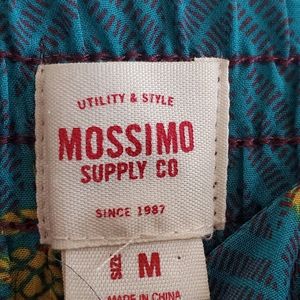 UTILITY & STYLE
MOSSIMO
SUPPLY CO
SINCE 1987
SIZE M
MADE IN CHINA